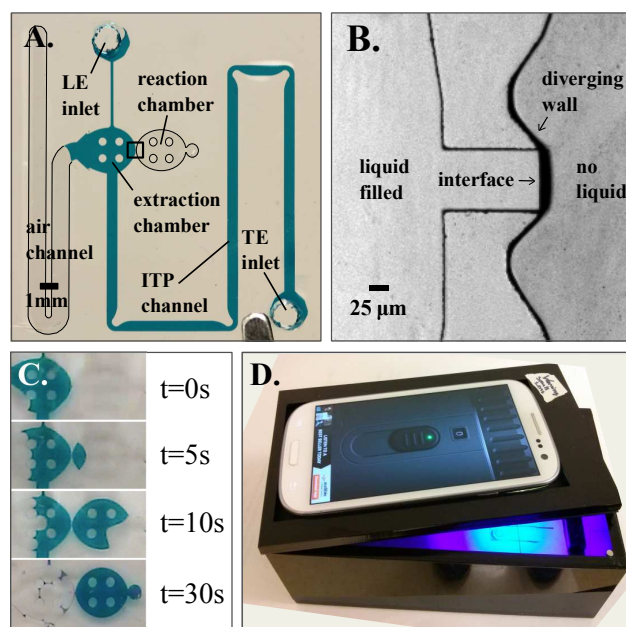 A.
LE
inlet
reaction
chamber
extraction
chamber
air
channel
1mm
ITP
channel
TE
inlet
B.
diverging
wall
liquid
filled
interface
no
liquid
25 µm
C.
t=0s
t=5s
t=10s
t=30s
D.